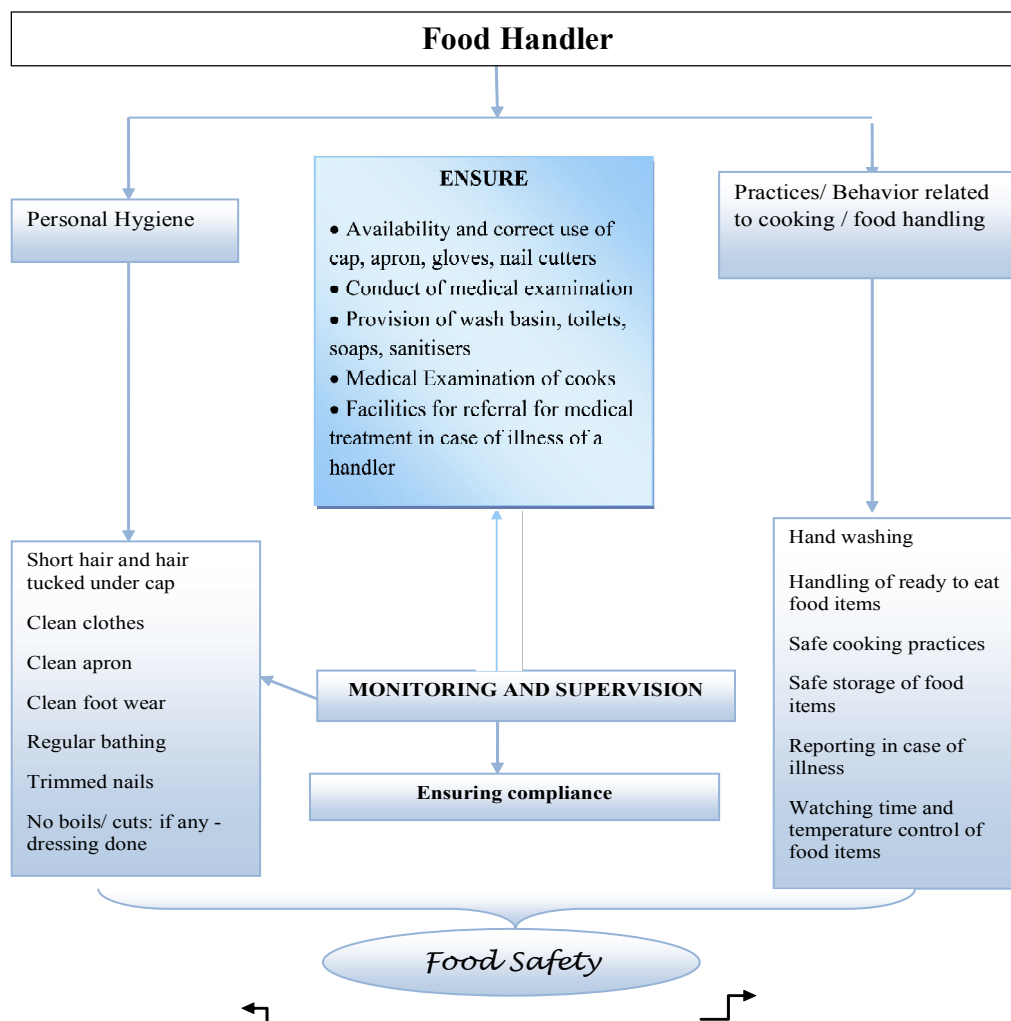 Food Handler
Personal Hygiene
ENSURE
• Availability and correct use of
cap, apron, gloves, nail cutters
• Conduct of medical examination
• Provision of wash basin, toilets,
soaps, sanitisers
• Medical Examination of cooks
• Facilities for referral for medical
treatment in case of illness of a
handler
Practices/ Behavior related
to cooking / food handling
Short hair and hair
tucked under cap
Clean clothes
Clean apron
Clean foot wear
Regular bathing
Trimmed nails
No boils/ cuts: if any -
dressing done
MONITORING AND SUPERVISION
Ensuring compliance
Hand washing
Handling of ready to eat
food items
Safe cooking practices
Safe storage of food
items
Reporting in case of
illness
Watching time and
temperature control of
food items
Food Safety